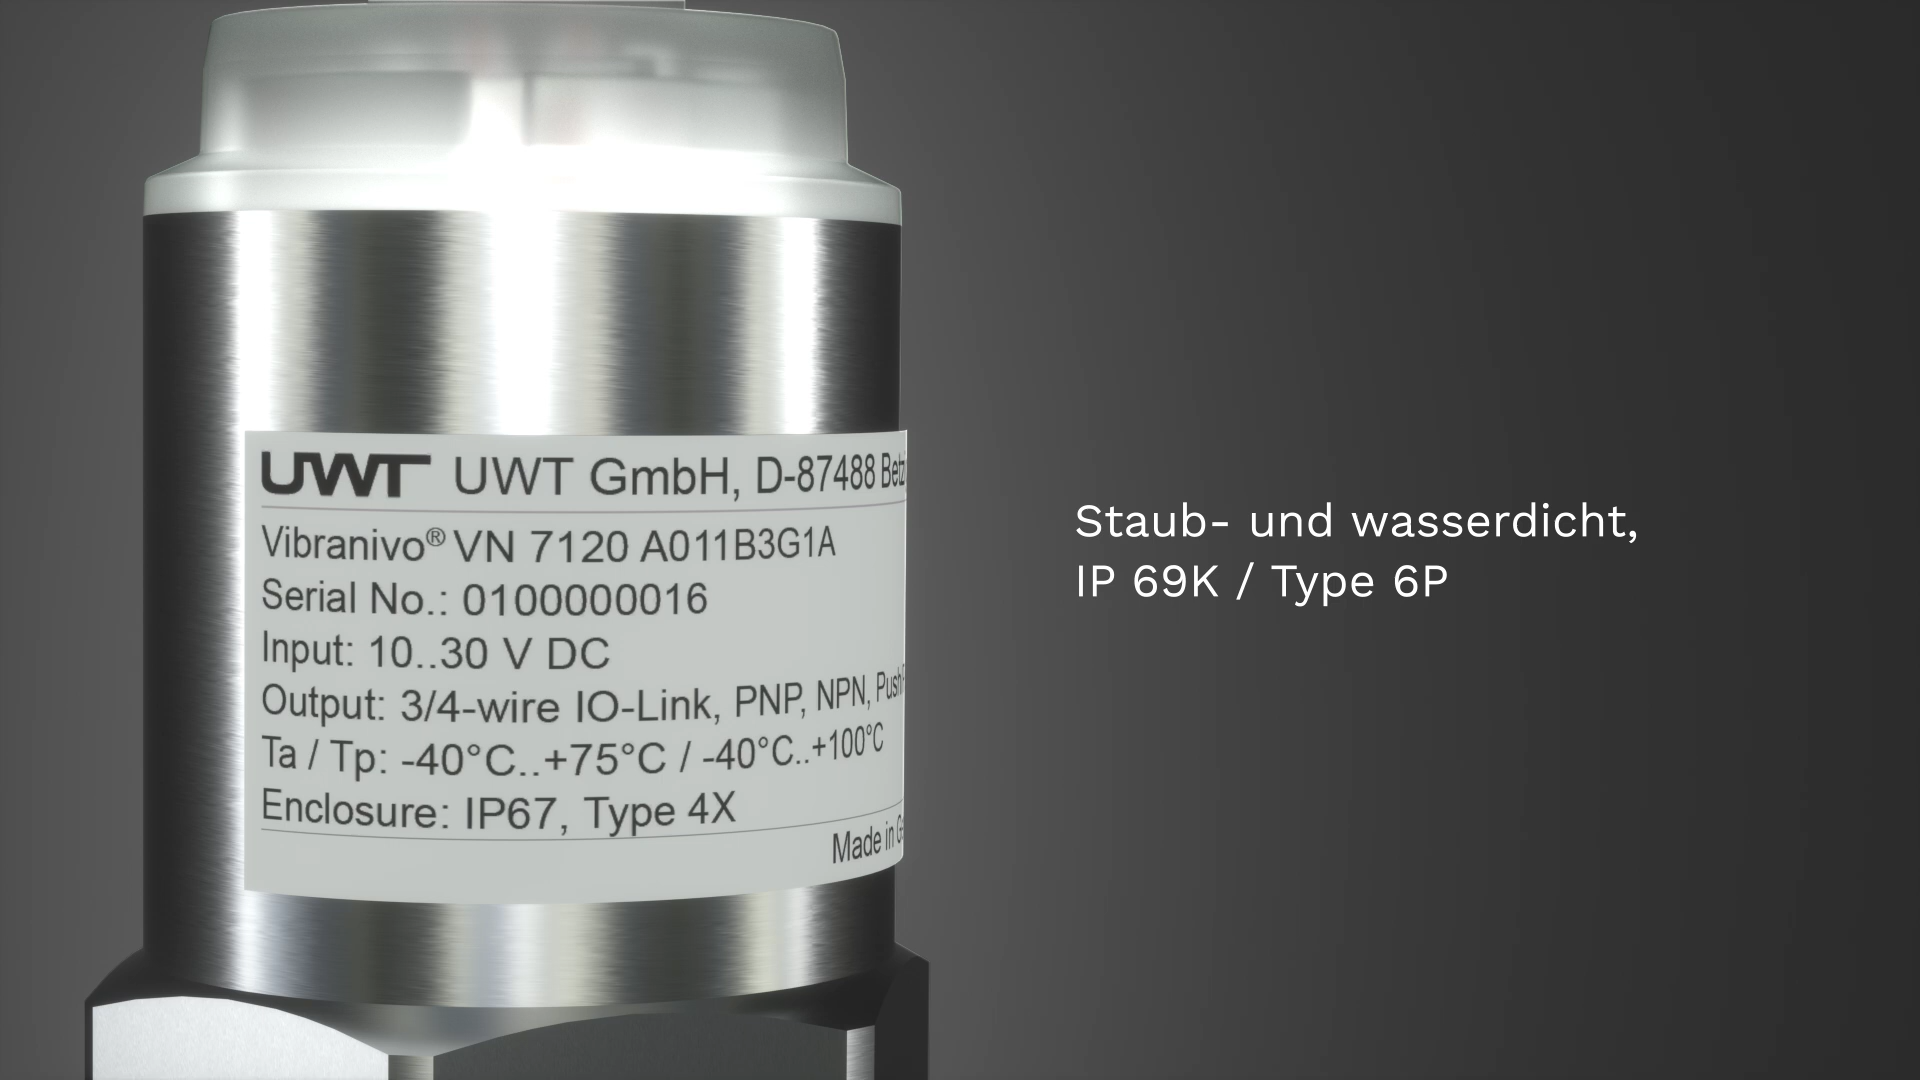 UWT UWT GmbH, D-87488
Vibranivo® VN 7120 A011B3G1A
Serial No.: 0100000016
Input: 10..30 V DC
Output: 3/4-wire IO-Link, PNP, NPN, Push
Ta / Tp: -40°C..+75°C / -40°C..+100°C
Enclosure: IP67, Type 4X
Made in
Staub- und wasserdicht,
IP 69K / Type 6P